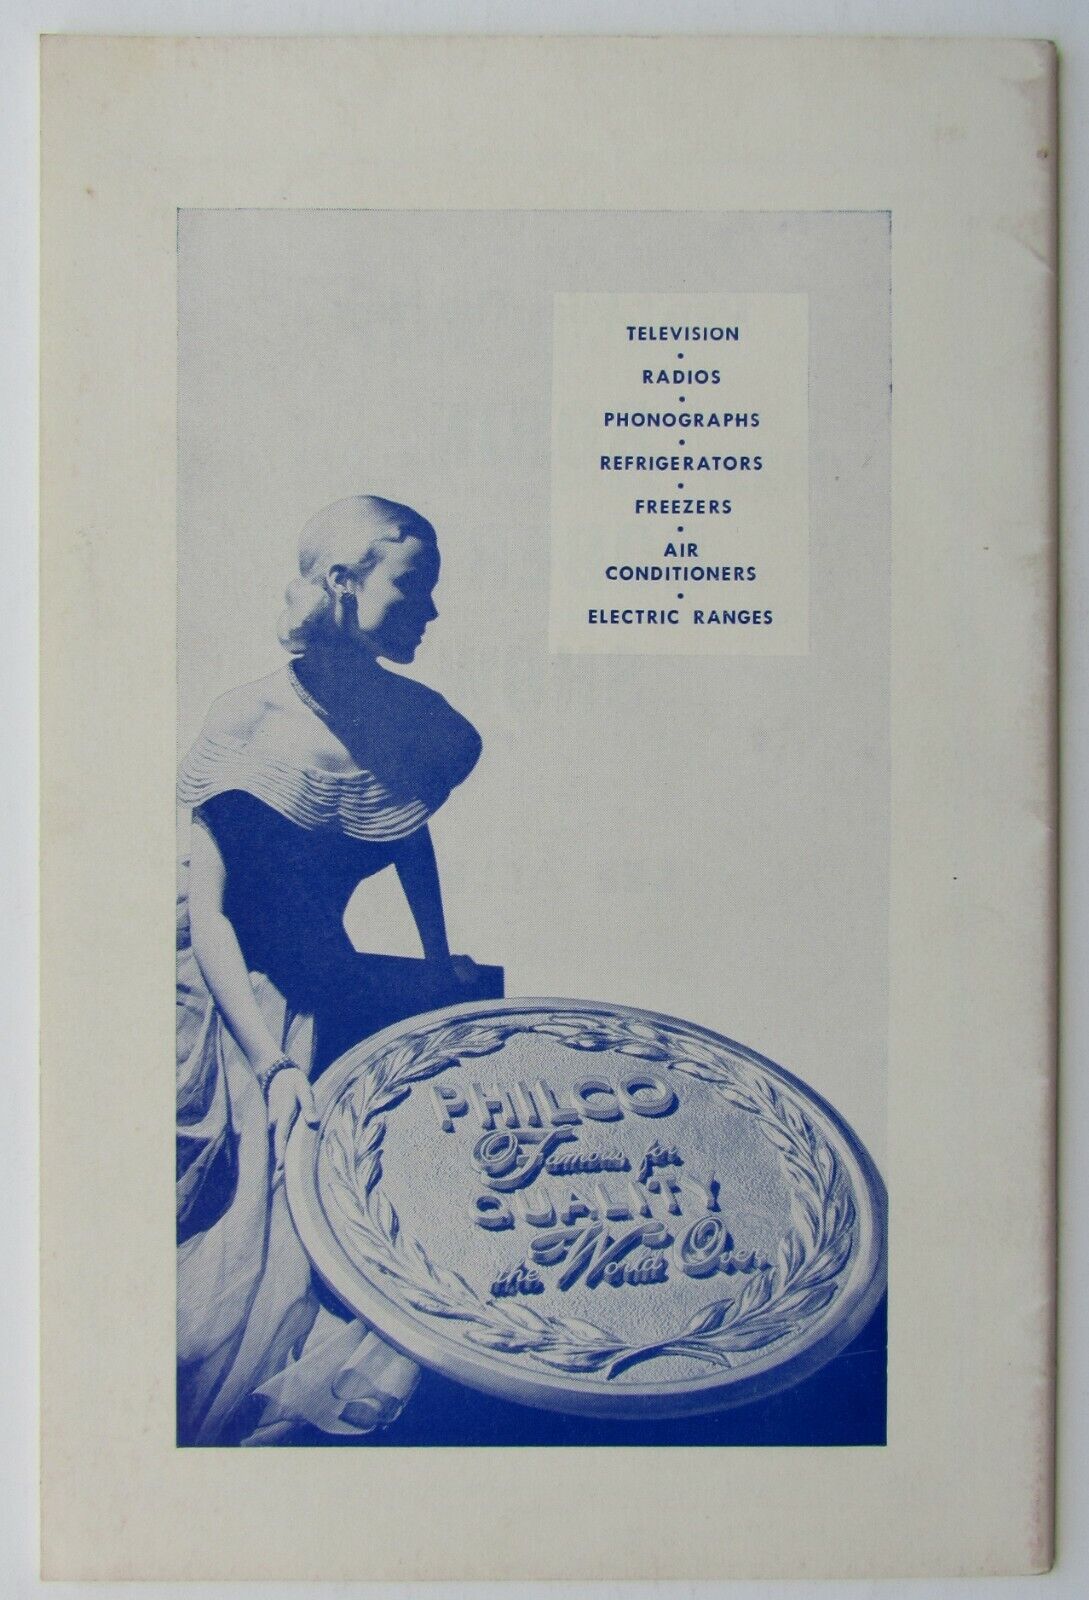 TELEVISION
•
RADIOS
•
PHONOGRAPHS
•
REFRIGERATORS
•
FREEZERS
•
AIR
CONDITIONERS
•
ELECTRIC RANGES
PHILCO
Famous for
QUALITY
the World Over